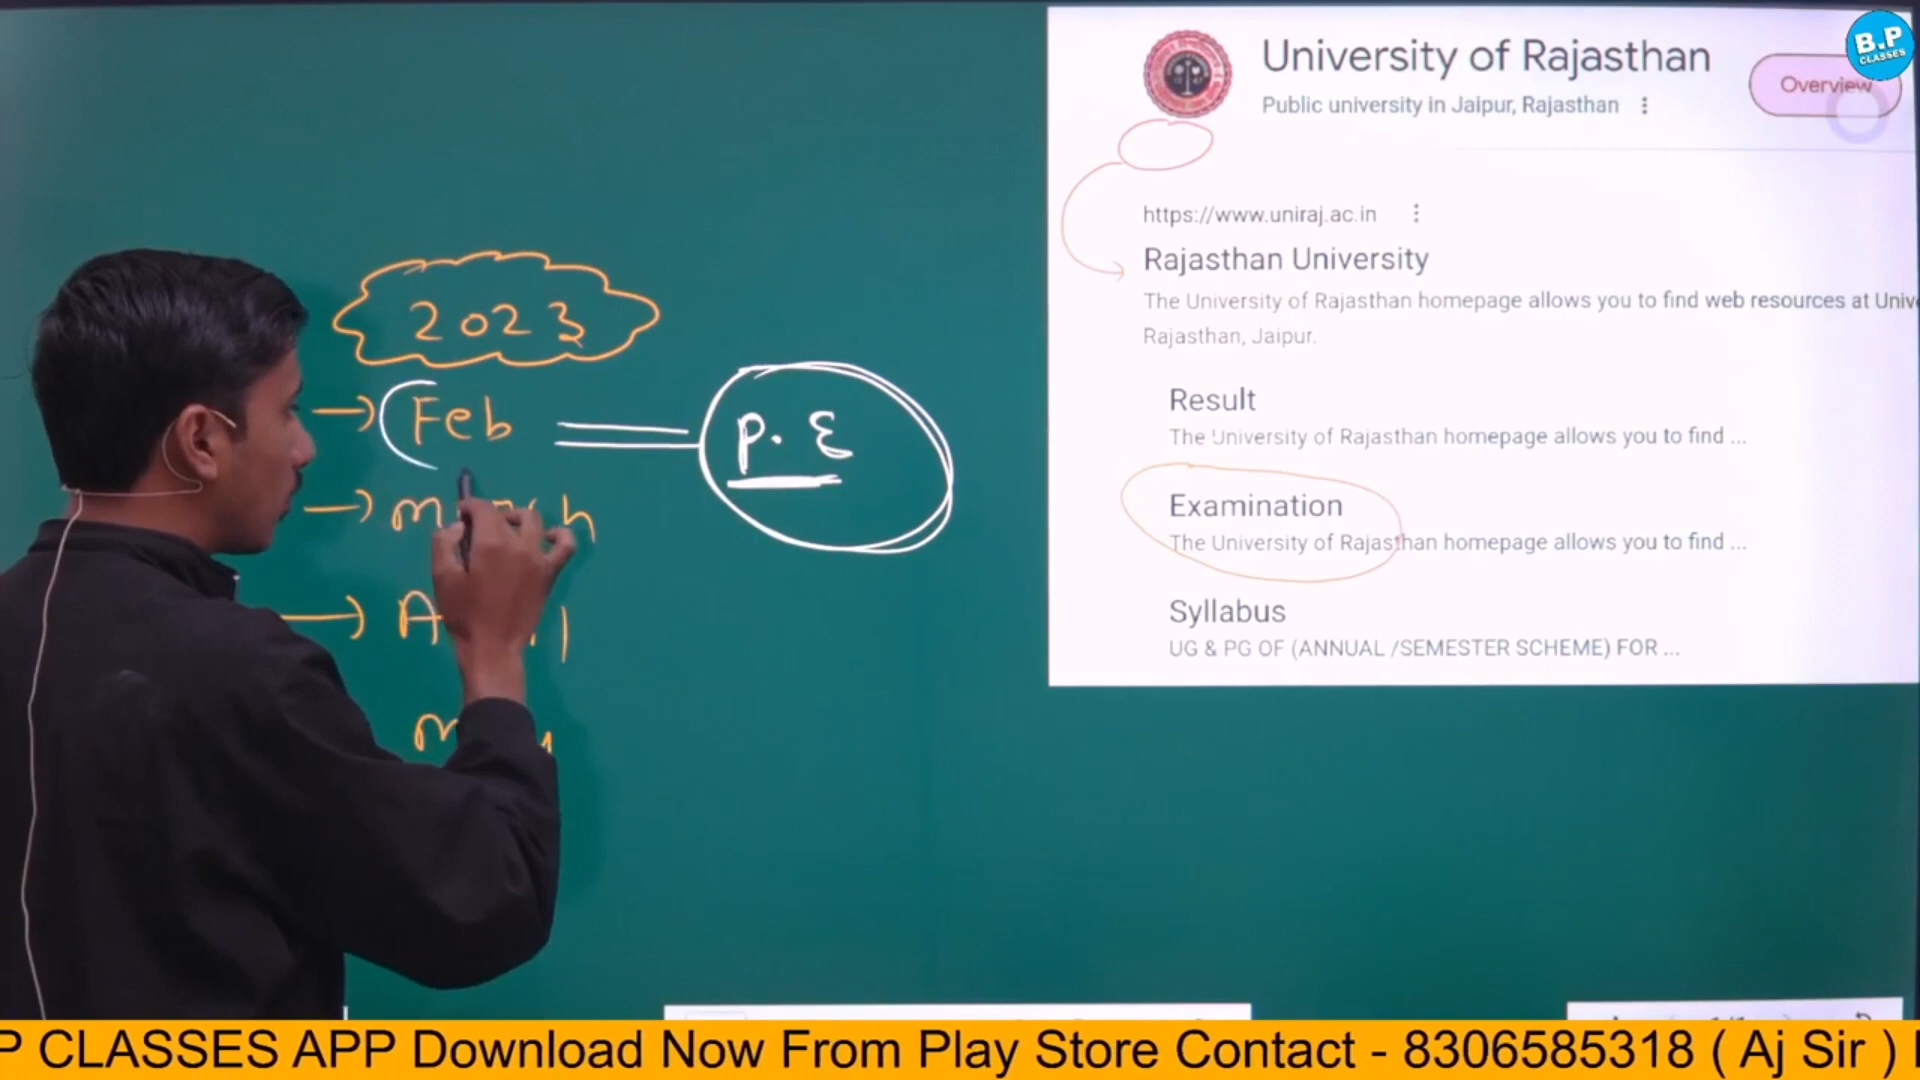 2023
Feb
P. E
University of Rajasthan
Public university in Jaipur, Rajasthan
Overview
B.P
CLASSES
https://www.uniraj.ac.in
Rajasthan University
The University of Rajasthan homepage allows you to find web resources at Univ
Rajasthan, Jaipur.
Result
The University of Rajasthan homepage allows you to find ...
Examination
The University of Rajasthan homepage allows you to find ...
Syllabus
UG & PG OF (ANNUAL /SEMESTER SCHEME) FOR ...
P CLASSES APP Download Now From Play Store Contact - 8306585318 ( Aj Sir )